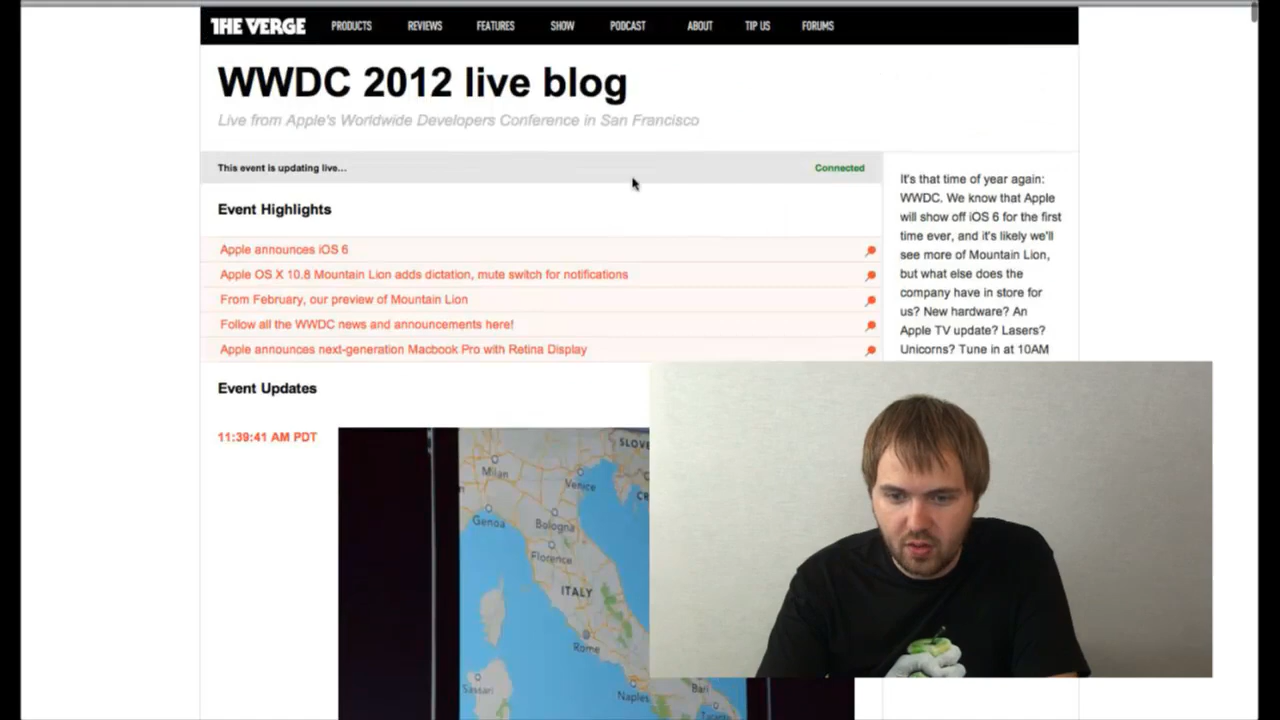 THE VERGE PRODUCTS REVIEWS FEATURES SHOW PODCAST ABOUT TIP US FORUMS
WWDC 2012 live blog
Live from Apple's Worldwide Developers Conference in San Francisco
This event is updating live... Connected
Event Highlights
Apple announces iOS 6
Apple OS X 10.8 Mountain Lion adds dictation, mute switch for notifications
From February, our preview of Mountain Lion
Follow all the WWDC news and announcements here!
Apple announces next-generation Macbook Pro with Retina Display
It's that time of year again:
WWDC. We know that Apple
will show off iOS 6 for the first
time ever, and it's likely we'll
see more of Mountain Lion,
but what else does the
company have in store for
us? New hardware? An
Apple TV update? Lasers?
Unicorns? Tune in at 10AM
Event Updates
11:39:41 AM PDT
SLOVE
Milan
Venice
CR
Genoa
Bologna
Florence
ITALY
Rome
Sassari
Naples
Bari